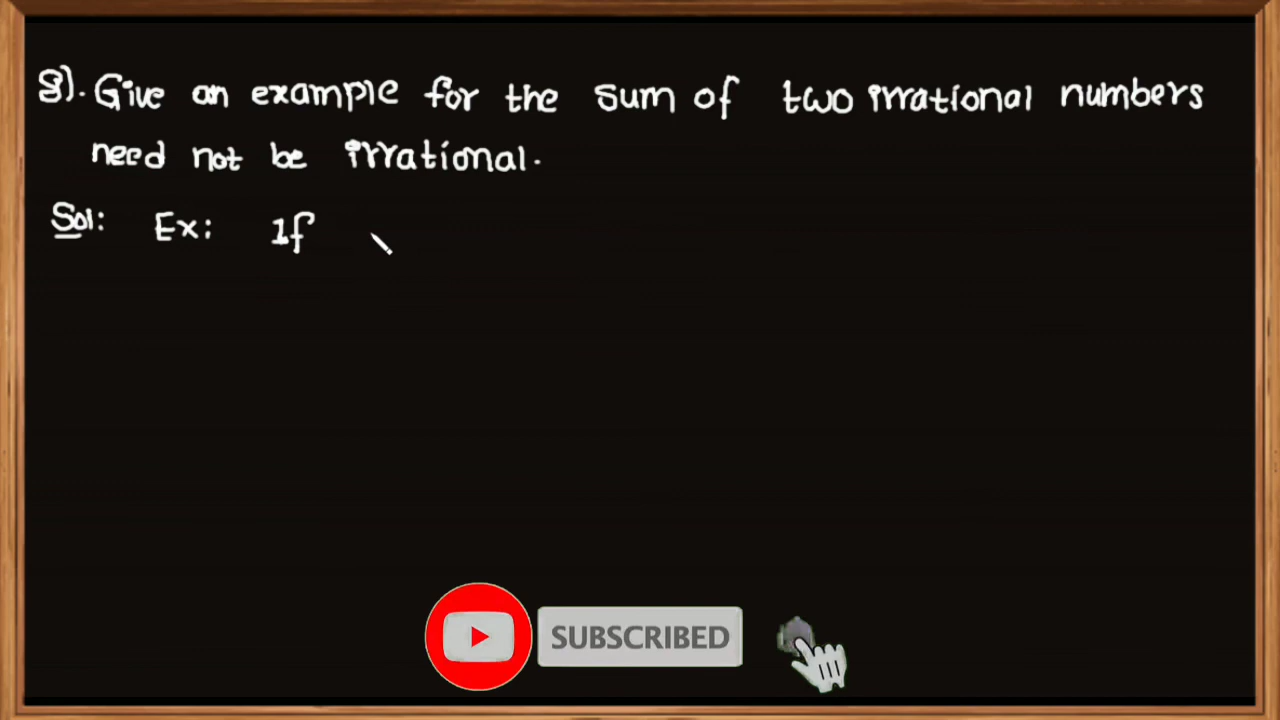 8). Give an example for the sum of two irrational numbers
need not be irrational.
Sol: Ex: If
SUBSCRIBED